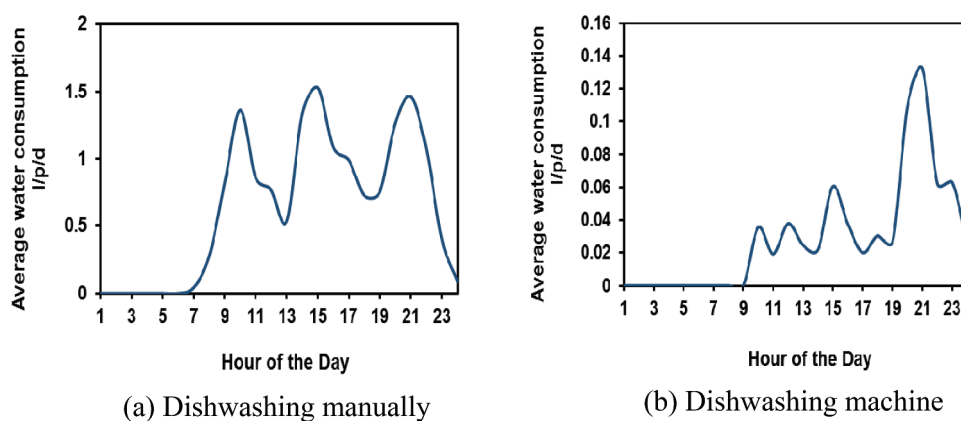 Average water consumption
l/p/d
2
1.5
1
0.5
0
1 3 5 7 9 11 13 15 17 19 21 23
Hour of the Day
(a) Dishwashing manually
Average water consumption
l/p/d
0.16
0.14
0.12
0.1
0.08
0.06
0.04
0.02
0
1 3 5 7 9 11 13 15 17 19 21 23
Hour of the Day
(b) Dishwashing machine